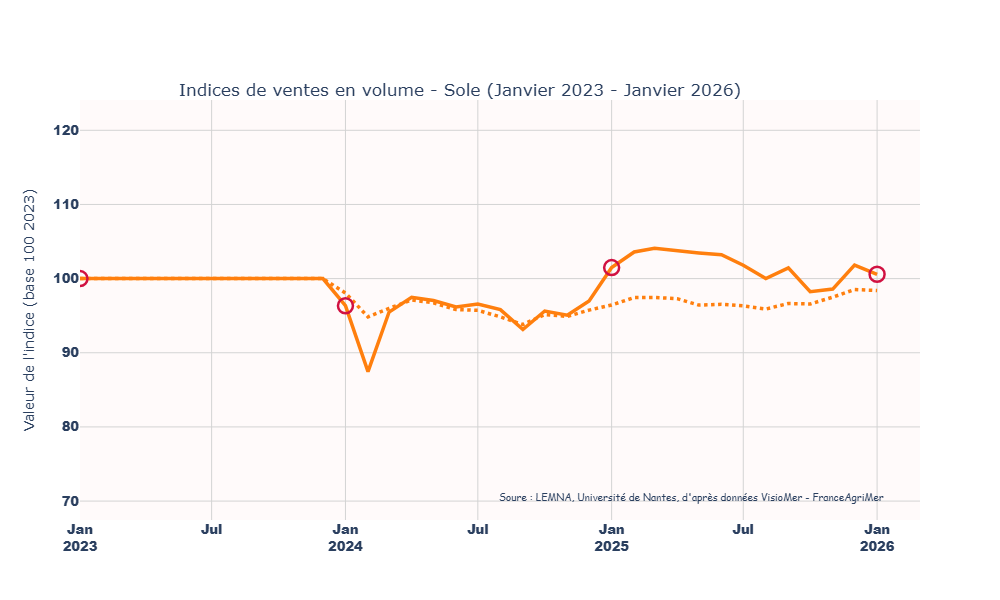 Indices de ventes en volume - Sole (Janvier 2023 - Janvier 2026)
Valeur de l'indice (base 100 2023)
120
110
100
90
80
70
Soure : LEMNA, Université de Nantes, d'après données VisioMer - FranceAgriMer
Jan Jul Jan Jul Jan Jul Jan
2023 2024 2025 2026